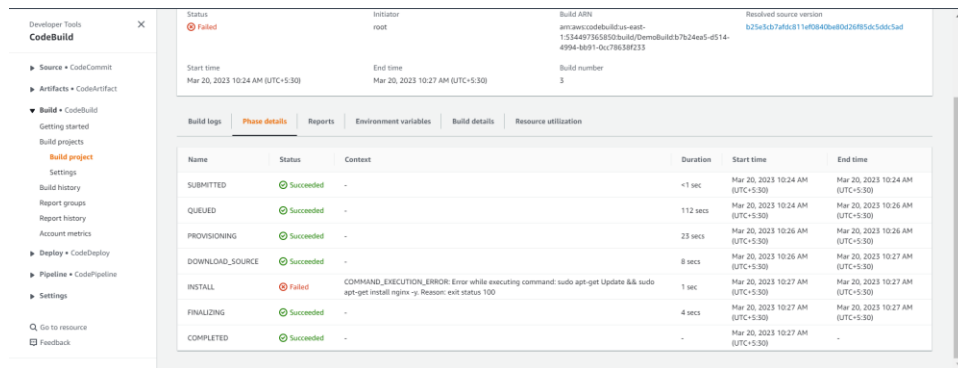 Developer Tools
CodeBuild
Source • CodeCommit
Artifacts • CodeArtifact
Build • CodeBuild
Getting started
Build projects
Build project
Settings
Build history
Report groups
Report history
Account metrics
Deploy • CodeDeploy
Pipeline • CodePipeline
Settings
Go to resource
Feedback
Status Initiator Build ARN Resolved source version
Failed root arn:aws:codebuild:us-east-1:534497365850:build/DemoBuild:b7b24ea5-d514-4994-bb91-0cc78638f233 b25e3cb7afdc811ef0840be80d26f85dc5ddc5ad
Start time End time Build number
Mar 20, 2023 10:24 AM (UTC+5:30) Mar 20, 2023 10:27 AM (UTC+5:30) 3
Build logs Phase details Reports Environment variables Build details Resource utilization
Name Status Context Duration Start time End time
SUBMITTED Succeeded - <1 sec Mar 20, 2023 10:24 AM (UTC+5:30) Mar 20, 2023 10:24 AM (UTC+5:30)
QUEUED Succeeded - 112 secs Mar 20, 2023 10:24 AM (UTC+5:30) Mar 20, 2023 10:26 AM (UTC+5:30)
PROVISIONING Succeeded - 23 secs Mar 20, 2023 10:26 AM (UTC+5:30) Mar 20, 2023 10:26 AM (UTC+5:30)
DOWNLOAD_SOURCE Succeeded - 8 secs Mar 20, 2023 10:26 AM (UTC+5:30) Mar 20, 2023 10:27 AM (UTC+5:30)
INSTALL Failed COMMAND_EXECUTION_ERROR: Error while executing command: sudo apt-get Update && sudo apt-get install nginx -y. Reason: exit status 100 1 sec Mar 20, 2023 10:27 AM (UTC+5:30) Mar 20, 2023 10:27 AM (UTC+5:30)
FINALIZING Succeeded - 4 secs Mar 20, 2023 10:27 AM (UTC+5:30) Mar 20, 2023 10:27 AM (UTC+5:30)
COMPLETED Succeeded - - Mar 20, 2023 10:27 AM (UTC+5:30) -